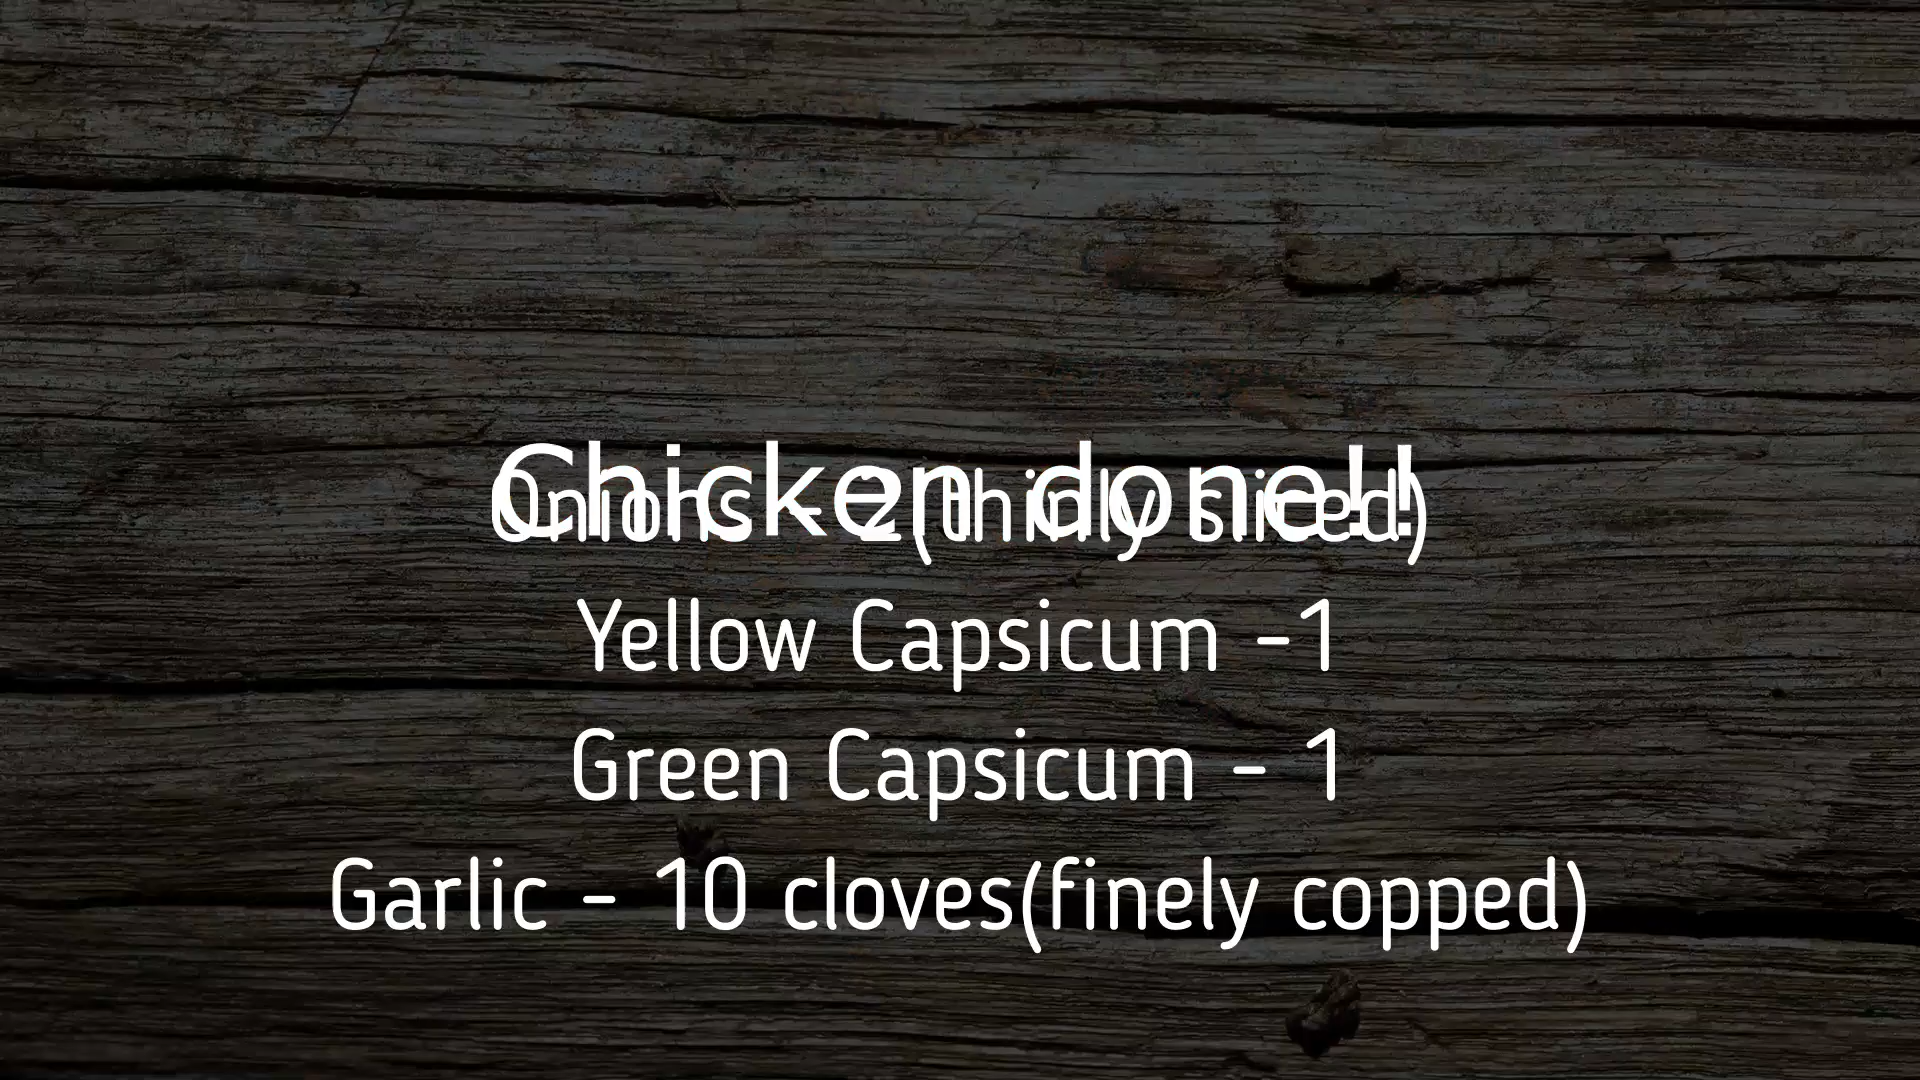 Chicken done!!
Onions - 2(thinly sliced)
Yellow Capsicum -1
Green Capsicum - 1
Garlic - 10 cloves(finely copped)